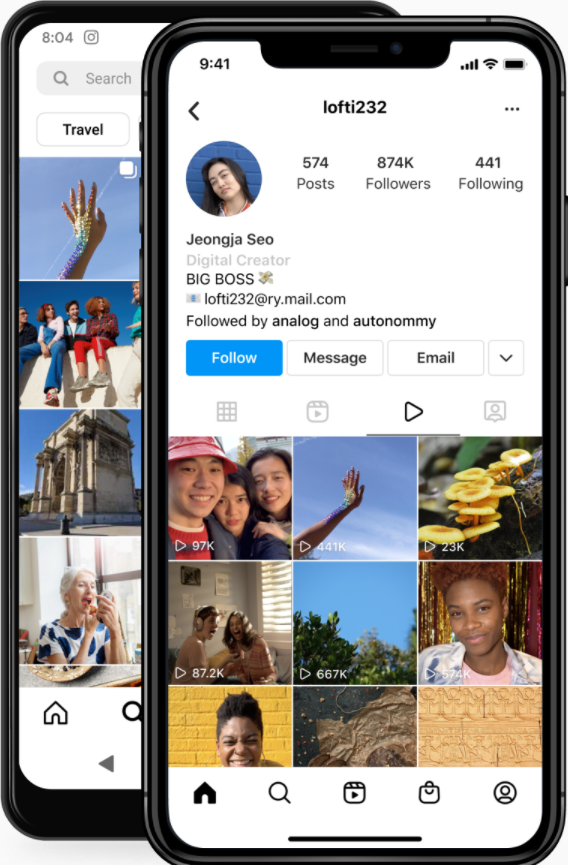 8:04
Search
Travel
9:41
lofti232
574
874K
441
Posts
Followers
Following
Jeongja Seo
Digital Creator
BIG BOSS 💸
📧 lofti232@ry.mail.com
Followed by analog and autonommy
Follow
Message
Email
97K
441K
23K
87.2K
667K
574K